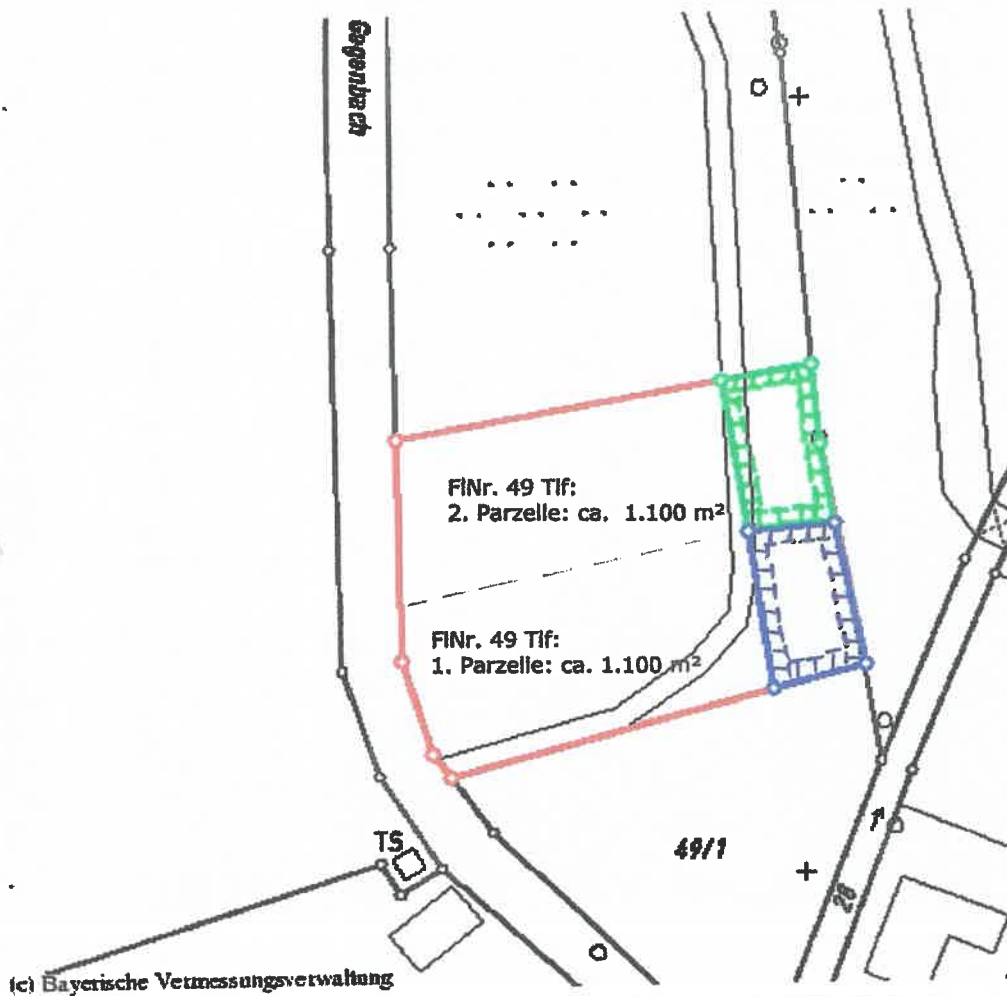 Gegenbach
FlNr. 49 Tlf:
2. Parzelle: ca. 1.100 m²
FlNr. 49 Tlf:
1. Parzelle: ca. 1.100 m²
TS
49/1
28
(c) Bayerische Vermessungsverwaltung